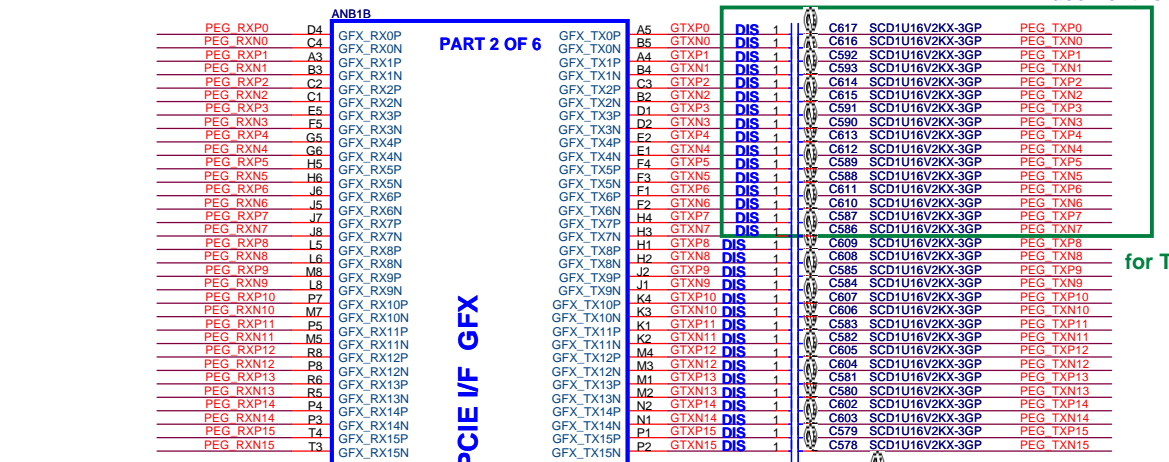 ANB1B
PART 2 OF 6
PCIE I/F GFX
PEG_RXP0 D4 GFX_RX0P GFX_TX0P A5 GTXP0 DIS 1 C617 SCD1U16V2KX-3GP PEG_TXP0
PEG_RXN0 C4 GFX_RX0N GFX_TX0N B5 GTXN0 DIS 1 C616 SCD1U16V2KX-3GP PEG_TXN0
PEG_RXP1 A3 GFX_RX1P GFX_TX1P A4 GTXP1 DIS 1 C592 SCD1U16V2KX-3GP PEG_TXP1
PEG_RXN1 B3 GFX_RX1N GFX_TX1N B4 GTXN1 DIS 1 C593 SCD1U16V2KX-3GP PEG_TXN1
PEG_RXP2 C2 GFX_RX2P GFX_TX2P C3 GTXP2 DIS 1 C614 SCD1U16V2KX-3GP PEG_TXP2
PEG_RXN2 C1 GFX_RX2N GFX_TX2N B2 GTXN2 DIS 1 C615 SCD1U16V2KX-3GP PEG_TXN2
PEG_RXP3 E5 GFX_RX3P GFX_TX3P D1 GTXP3 DIS 1 C591 SCD1U16V2KX-3GP PEG_TXP3
PEG_RXN3 F5 GFX_RX3N GFX_TX3N D2 GTXN3 DIS 1 C590 SCD1U16V2KX-3GP PEG_TXN3
PEG_RXP4 G5 GFX_RX4P GFX_TX4P E2 GTXP4 DIS 1 C613 SCD1U16V2KX-3GP PEG_TXP4
PEG_RXN4 G6 GFX_RX4N GFX_TX4N E1 GTXN4 DIS 1 C612 SCD1U16V2KX-3GP PEG_TXN4
PEG_RXP5 H5 GFX_RX5P GFX_TX5P F4 GTXP5 DIS 1 C589 SCD1U16V2KX-3GP PEG_TXP5
PEG_RXN5 H6 GFX_RX5N GFX_TX5N F3 GTXN5 DIS 1 C588 SCD1U16V2KX-3GP PEG_TXN5
PEG_RXP6 J6 GFX_RX6P GFX_TX6P F1 GTXP6 DIS 1 C611 SCD1U16V2KX-3GP PEG_TXP6
PEG_RXN6 J5 GFX_RX6N GFX_TX6N F2 GTXN6 DIS 1 C610 SCD1U16V2KX-3GP PEG_TXN6
PEG_RXP7 J7 GFX_RX7P GFX_TX7P H4 GTXP7 DIS 1 C587 SCD1U16V2KX-3GP PEG_TXP7
PEG_RXN7 J8 GFX_RX7N GFX_TX7N H3 GTXN7 DIS 1 C586 SCD1U16V2KX-3GP PEG_TXN7
PEG_RXP8 L5 GFX_RX8P GFX_TX8P H1 GTXP8 DIS 1 C609 SCD1U16V2KX-3GP PEG_TXP8
PEG_RXN8 L6 GFX_RX8N GFX_TX8N H2 GTXN8 DIS 1 C608 SCD1U16V2KX-3GP PEG_TXN8
for T
PEG_RXP9 M8 GFX_RX9P GFX_TX9P J2 GTXP9 DIS 1 C585 SCD1U16V2KX-3GP PEG_TXP9
PEG_RXN9 L8 GFX_RX9N GFX_TX9N J1 GTXN9 DIS 1 C584 SCD1U16V2KX-3GP PEG_TXN9
PEG_RXP10 P7 GFX_RX10P GFX_TX10P K4 GTXP10 DIS 1 C607 SCD1U16V2KX-3GP PEG_TXP10
PEG_RXN10 M7 GFX_RX10N GFX_TX10N K3 GTXN10 DIS 1 C606 SCD1U16V2KX-3GP PEG_TXN10
PEG_RXP11 P5 GFX_RX11P GFX_TX11P K1 GTXP11 DIS 1 C583 SCD1U16V2KX-3GP PEG_TXP11
PEG_RXN11 M5 GFX_RX11N GFX_TX11N K2 GTXN11 DIS 1 C582 SCD1U16V2KX-3GP PEG_TXN11
PEG_RXP12 R8 GFX_RX12P GFX_TX12P M4 GTXP12 DIS 1 C605 SCD1U16V2KX-3GP PEG_TXP12
PEG_RXN12 P8 GFX_RX12N GFX_TX12N M3 GTXN12 DIS 1 C604 SCD1U16V2KX-3GP PEG_TXN12
PEG_RXP13 R6 GFX_RX13P GFX_TX13P M1 GTXP13 DIS 1 C581 SCD1U16V2KX-3GP PEG_TXP13
PEG_RXN13 R5 GFX_RX13N GFX_TX13N M2 GTXN13 DIS 1 C580 SCD1U16V2KX-3GP PEG_TXN13
PEG_RXP14 P4 GFX_RX14P GFX_TX14P N2 GTXP14 DIS 1 C602 SCD1U16V2KX-3GP PEG_TXP14
PEG_RXN14 P3 GFX_RX14N GFX_TX14N N1 GTXN14 DIS 1 C603 SCD1U16V2KX-3GP PEG_TXN14
PEG_RXP15 T4 GFX_RX15P GFX_TX15P P1 GTXP15 DIS 1 C579 SCD1U16V2KX-3GP PEG_TXP15
PEG_RXN15 T3 GFX_RX15N GFX_TX15N P2 GTXN15 DIS 1 C578 SCD1U16V2KX-3GP PEG_TXN15